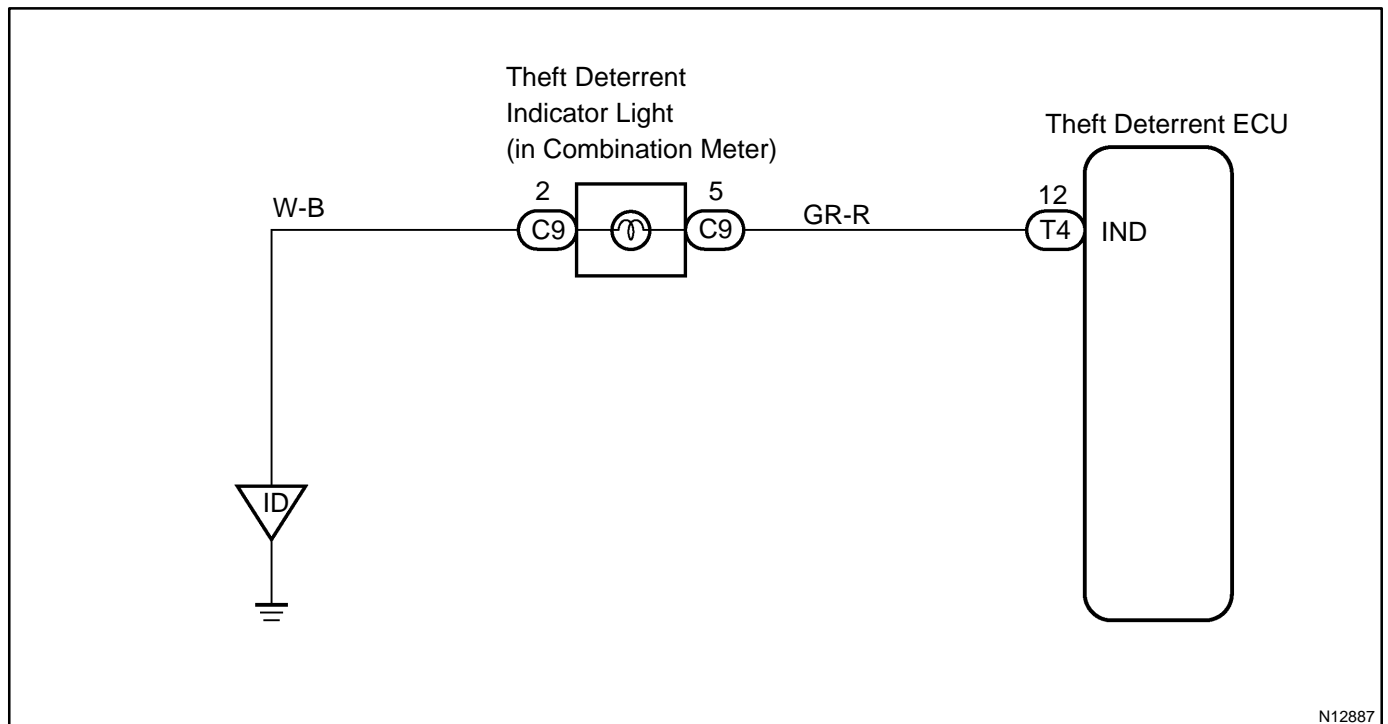 Theft Deterrent
Indicator Light
(in Combination Meter)
Theft Deterrent ECU
2
5
12
W-B
C9
C9
GR-R
T4
IND
ID
N12887